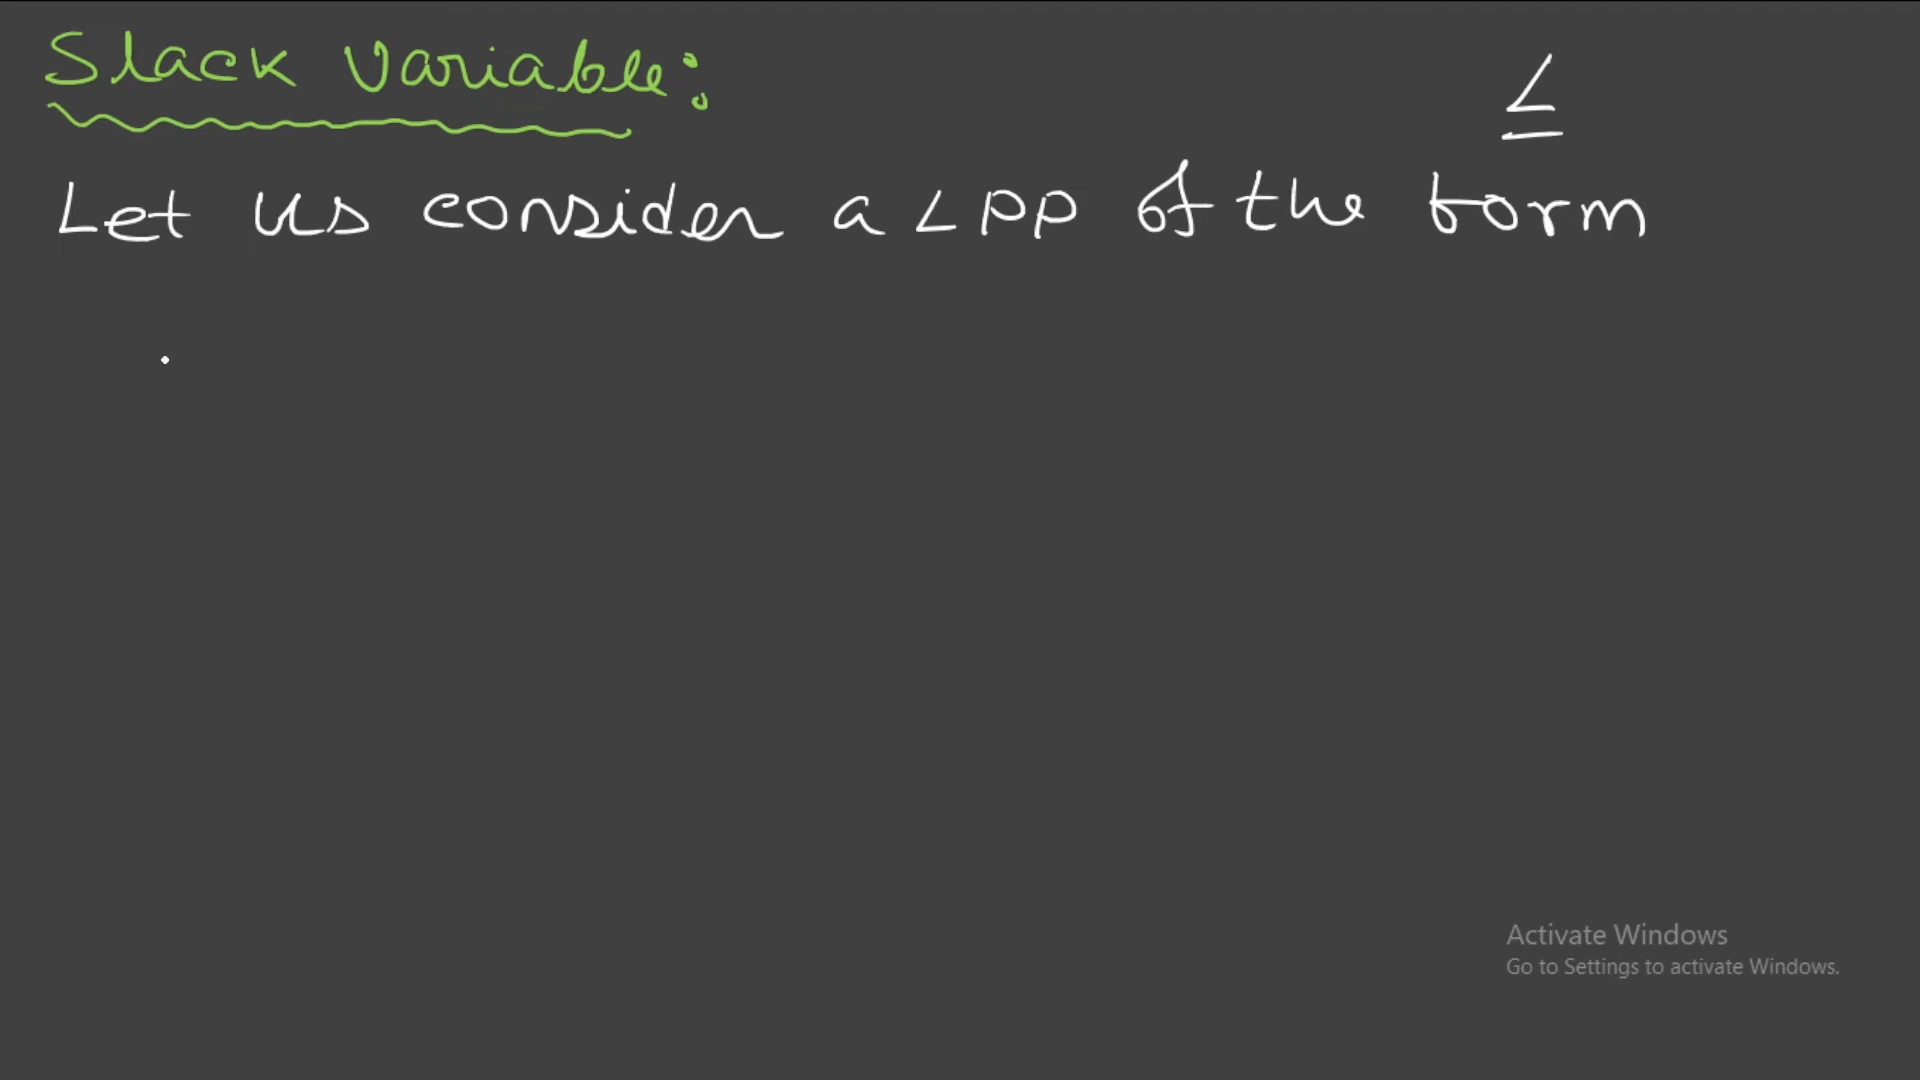 Slack Variable:
≤
Let us consider a LPP of the form
Activate Windows
Go to Settings to activate Windows.